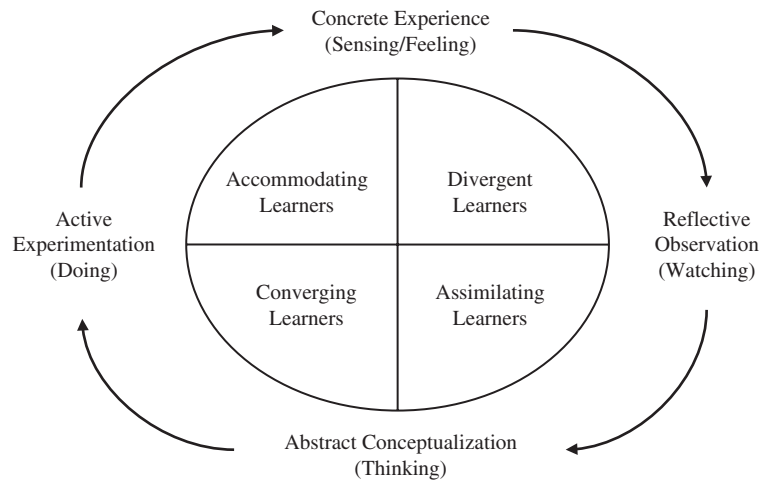 Concrete Experience
(Sensing/Feeling)
Accommodating
Learners
Divergent
Learners
Active
Experimentation
(Doing)
Reflective
Observation
(Watching)
Converging
Learners
Assimilating
Learners
Abstract Conceptualization
(Thinking)